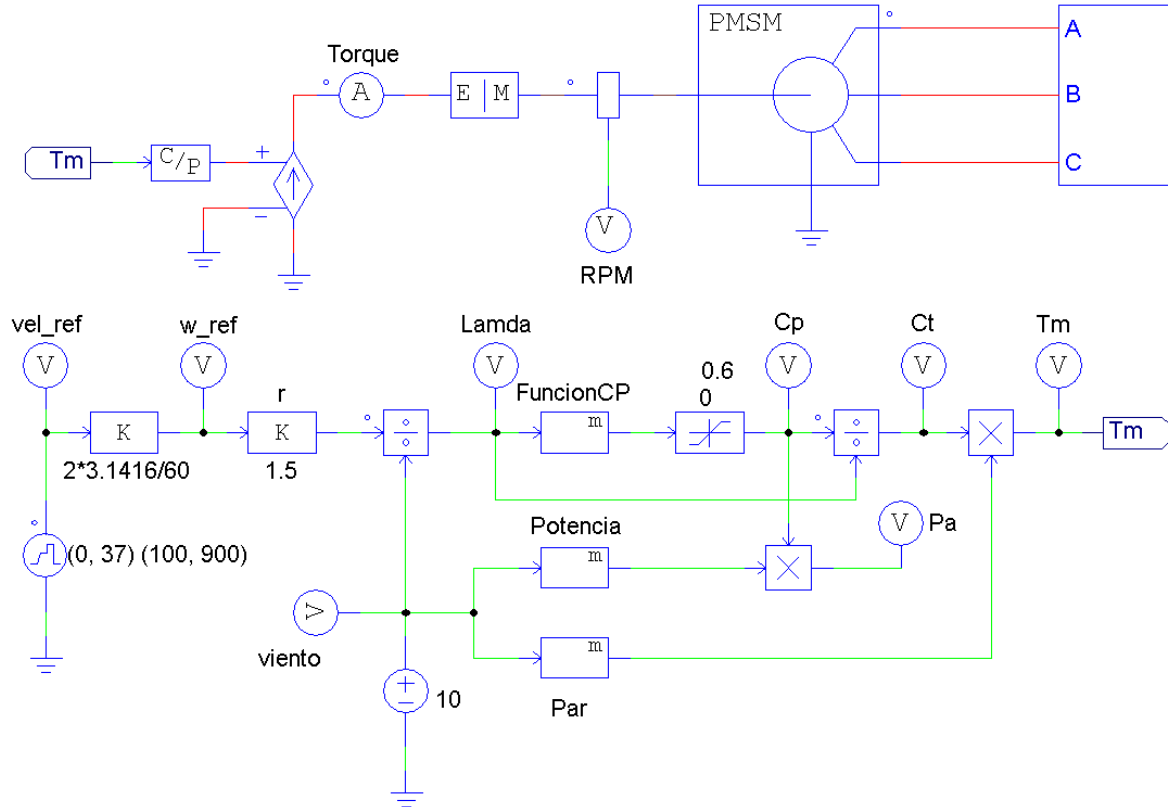 PMSM
Torque
A
A
E M
B
Tm
C/P
+
−
C
V
RPM
vel_ref
w_ref
Lamda
Cp
Ct
Tm
V
V
V
V
V
V
r
FuncionCP
0.6
0
K
K
÷
m
÷
×
Tm
2*3.1416/60
1.5
Potencia
V
Pa
(0, 37) (100, 900)
m
×
V
viento
m
+
−
10
Par